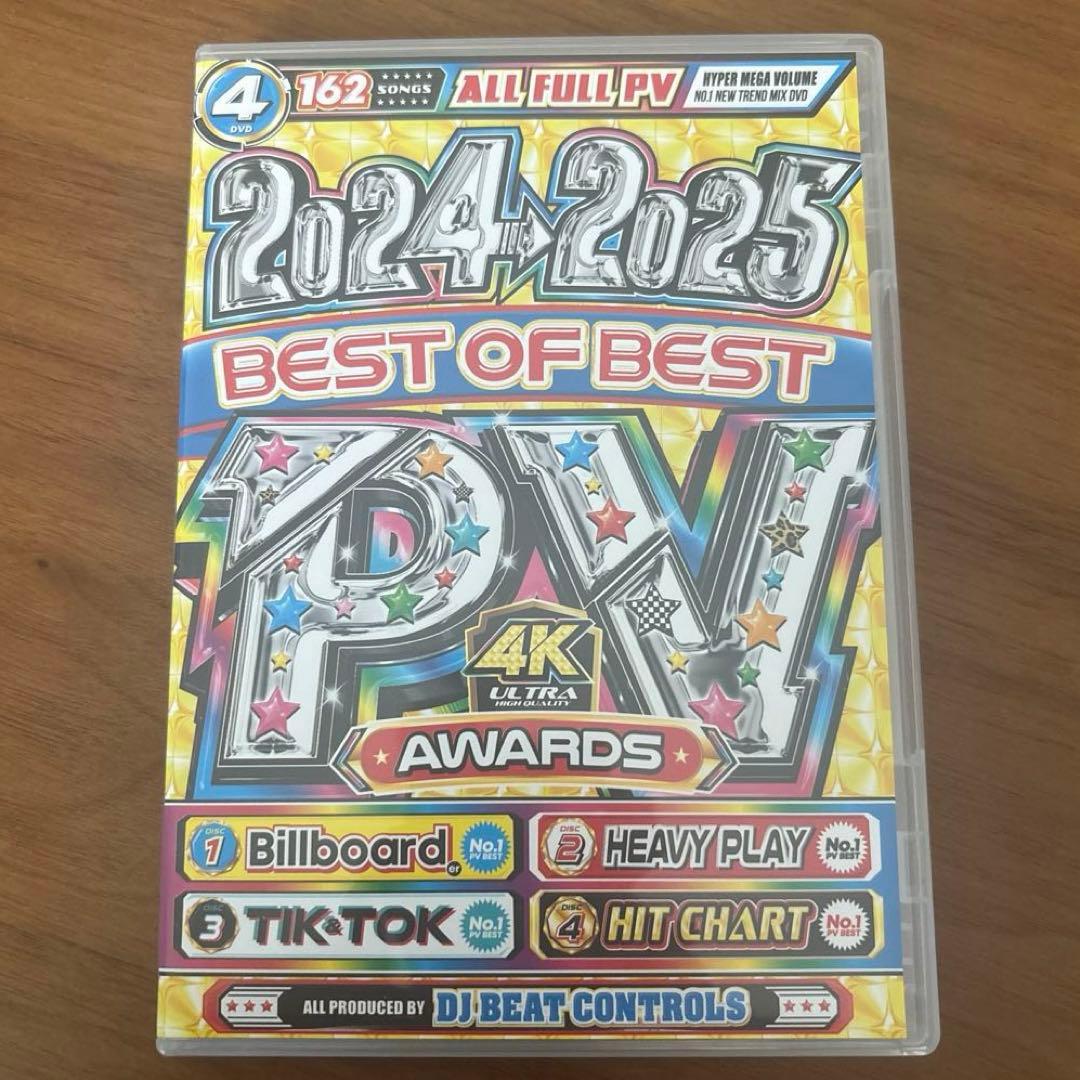 4 DVD
162 SONGS
ALL FULL PV
HYPER MEGA VOLUME
NO.1 NEW TREND MIX DVD
2024 2025
BEST OF BEST
PV
4K
ULTRA
HIGH QUALITY
AWARDS
DISC 1 Billboarder No.1 PV BEST
DISC 2 HEAVY PLAY No.1 PV BEST
DISC 3 TIK&TOK No.1 PV BEST
DISC 4 HIT CHART No.1 PV BEST
ALL PRODUCED BY DJ BEAT CONTROLS